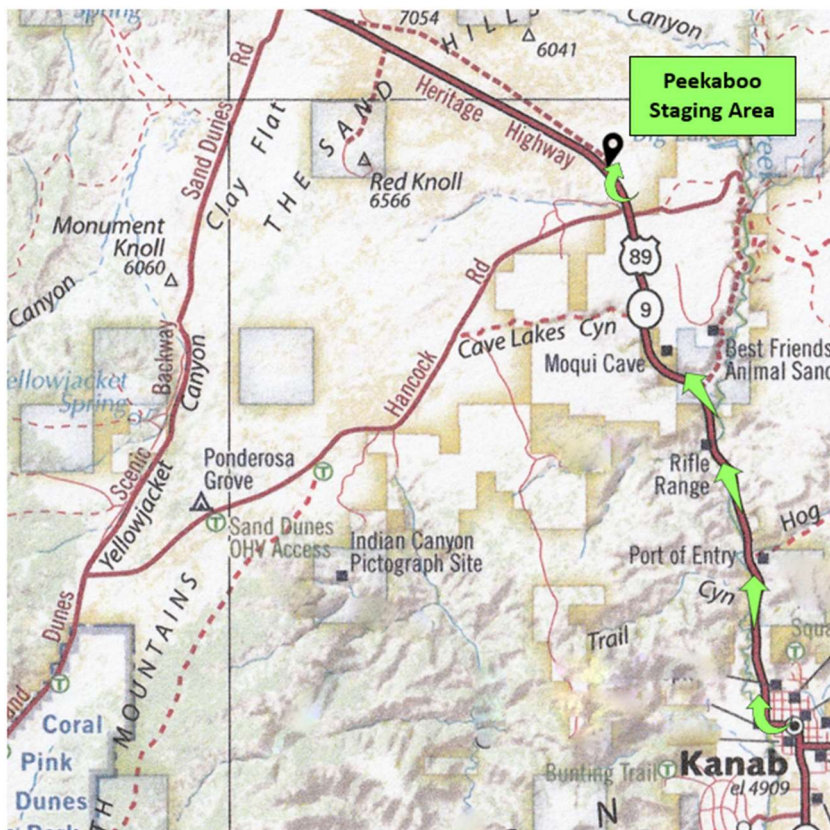 Spring
7054
HILLS
Canyon
6041
Peekaboo
Staging Area
Sand Dunes Rd
Clay Flat
THE SAND
Heritage Highway
Red Knoll
6566
Monument
Knoll
6060
Canyon
89
9
Hancock Rd
Cave Lakes Cyn
Moqui Cave
Best Friends
Animal
Backway
Canyon
Spring
Scenic
Yellowjacket
Ponderosa
Grove
Rifle
Range
Sand Dunes
OHV Access
Indian Canyon
Pictograph Site
Hog
Port of Entry
Cyn
MOUNTAINS
Dunes
Trail
Coral
Pink
Dunes
Bunting Trail
Kanab
el 4909
N
T
T
T
T
T